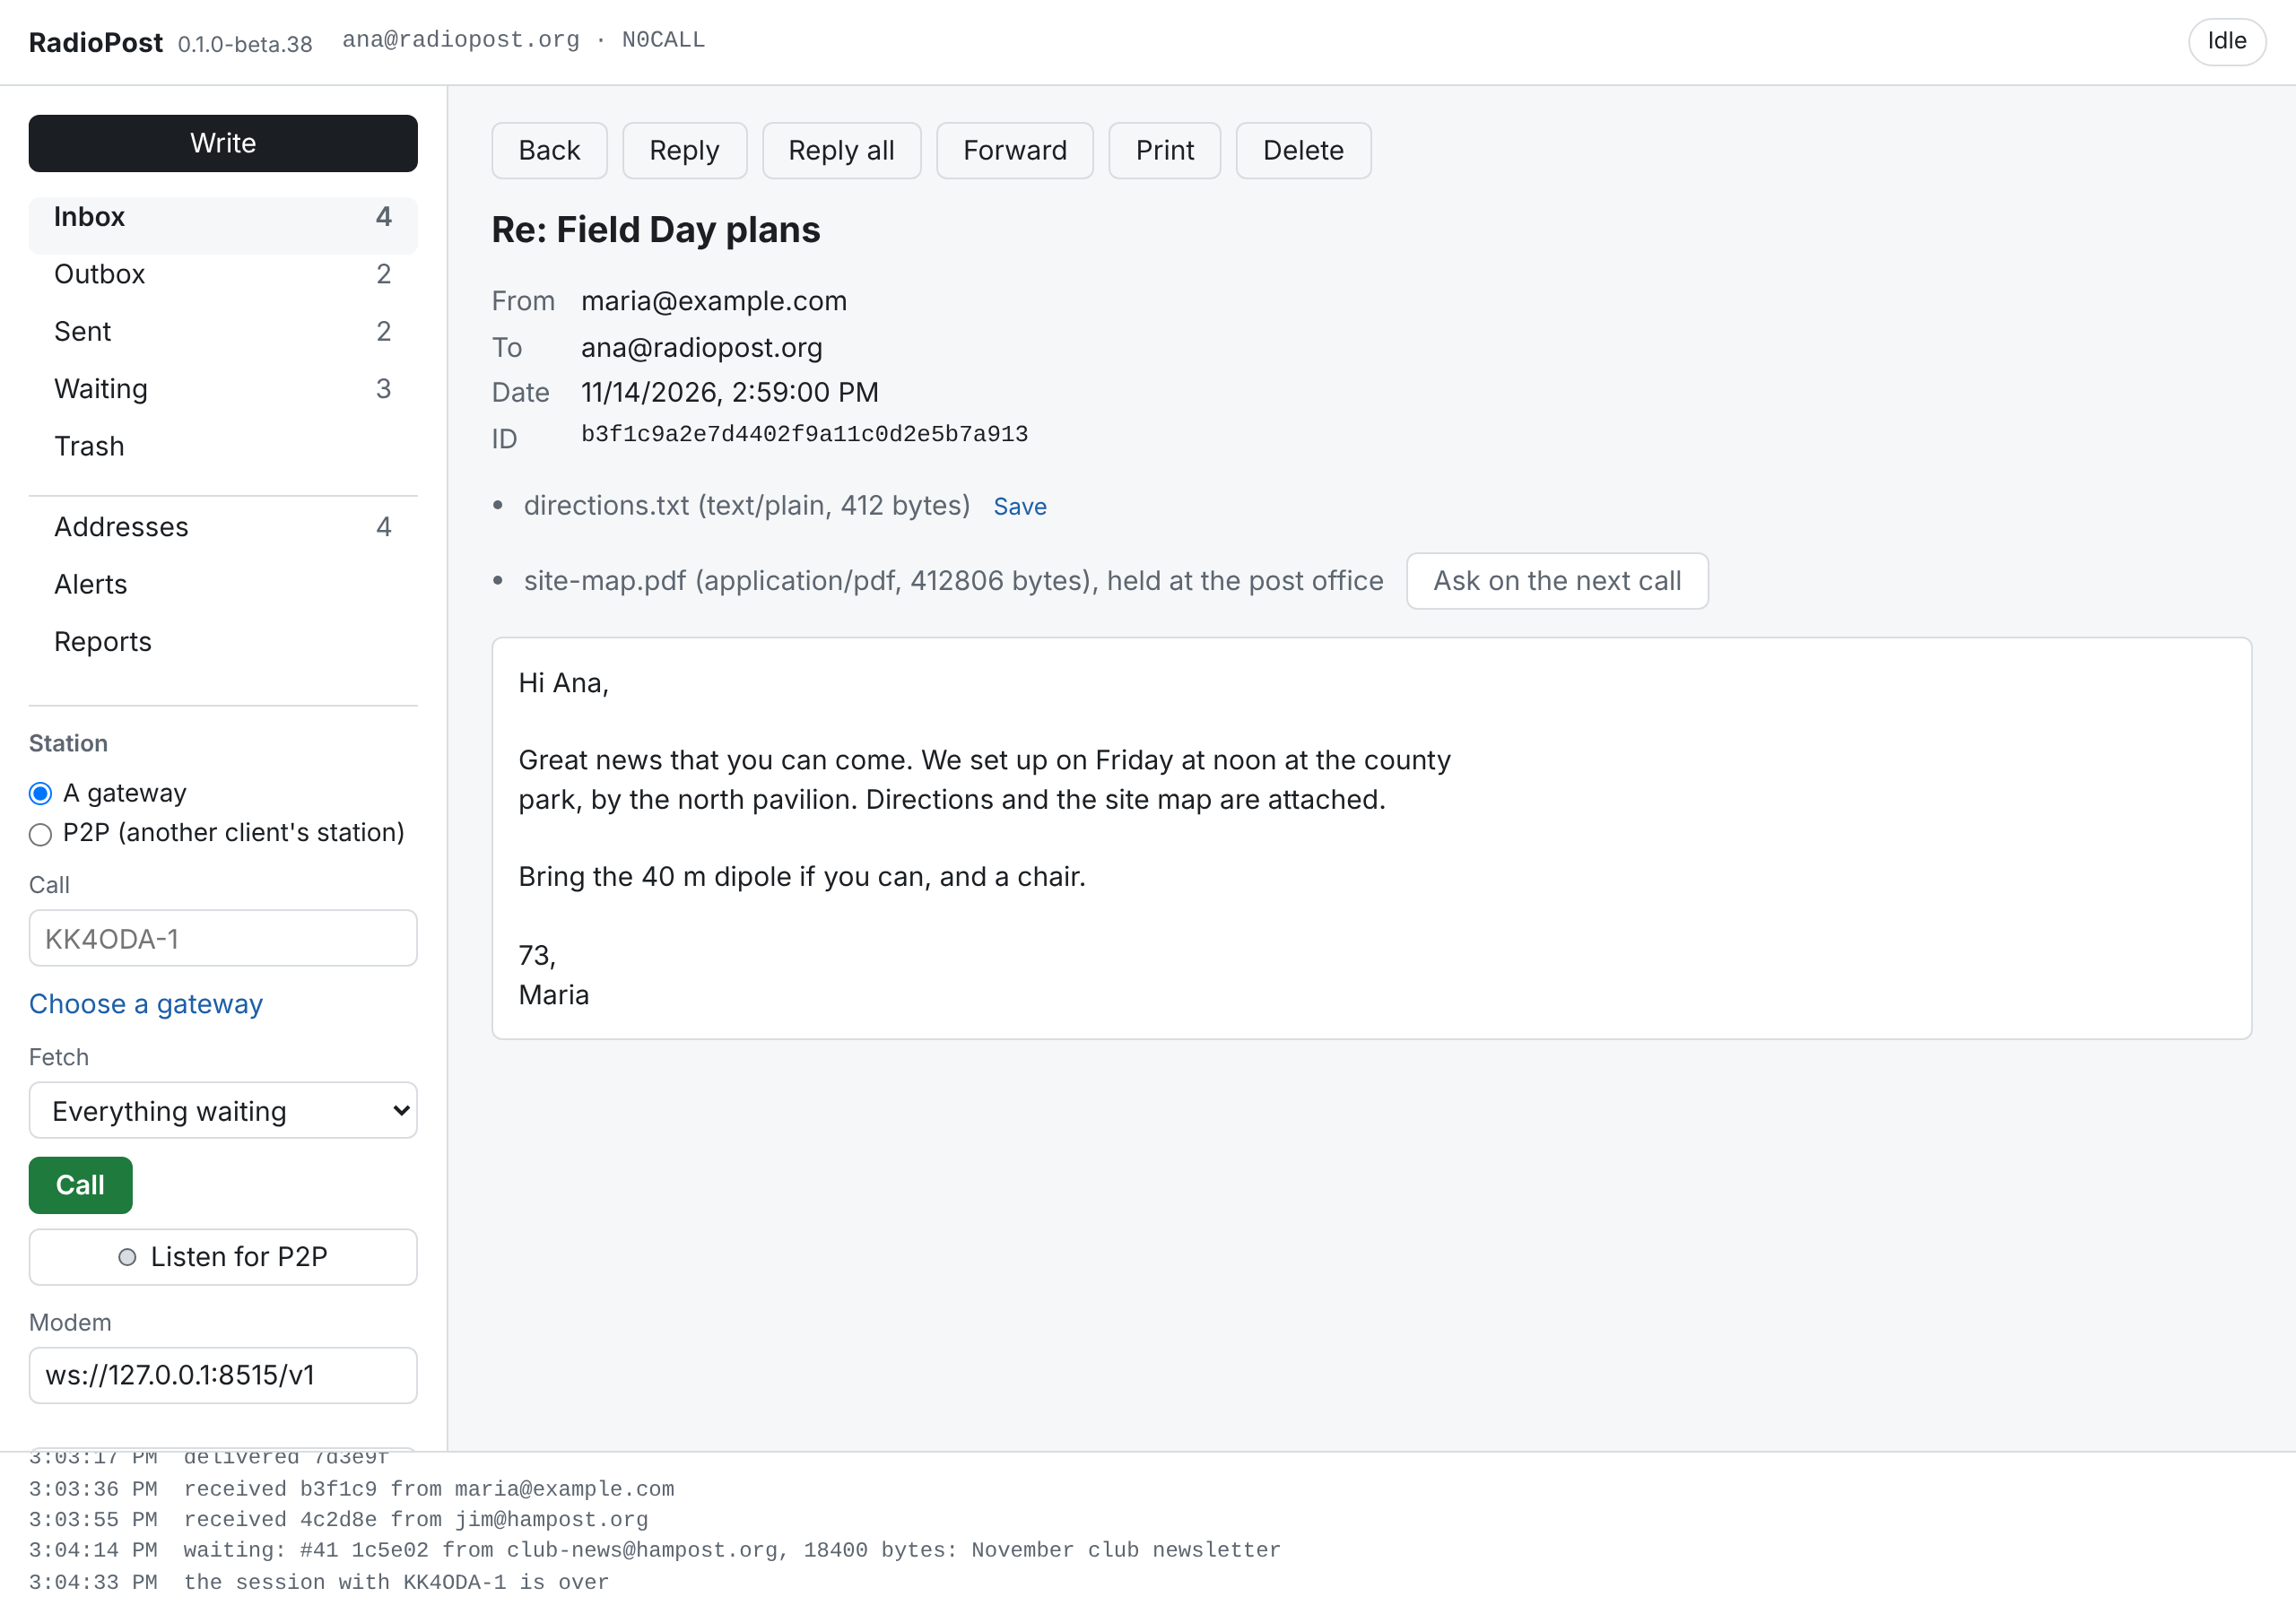 RadioPost 0.1.0-beta.38 ana@radiopost.org · N0CALL
Idle
Write
Inbox 4
Outbox 2
Sent 2
Waiting 3
Trash
Addresses 4
Alerts
Reports
Station
A gateway
P2P (another client's station)
Call
KK4ODA-1
Choose a gateway
Fetch
Everything waiting
Call
Listen for P2P
Modem
ws://127.0.0.1:8515/v1
Back Reply Reply all Forward Print Delete
Re: Field Day plans
From maria@example.com
To ana@radiopost.org
Date 11/14/2026, 2:59:00 PM
ID b3f1c9a2e7d4402f9a11c0d2e5b7a913
• directions.txt (text/plain, 412 bytes) Save
• site-map.pdf (application/pdf, 412806 bytes), held at the post office Ask on the next call
Hi Ana,
Great news that you can come. We set up on Friday at noon at the county
park, by the north pavilion. Directions and the site map are attached.
Bring the 40 m dipole if you can, and a chair.
73,
Maria
3:03:17 PM delivered 7d3e9f
3:03:36 PM received b3f1c9 from maria@example.com
3:03:55 PM received 4c2d8e from jim@hampost.org
3:04:14 PM waiting: #41 1c5e02 from club-news@hampost.org, 18400 bytes: November club newsletter
3:04:33 PM the session with KK4ODA-1 is over